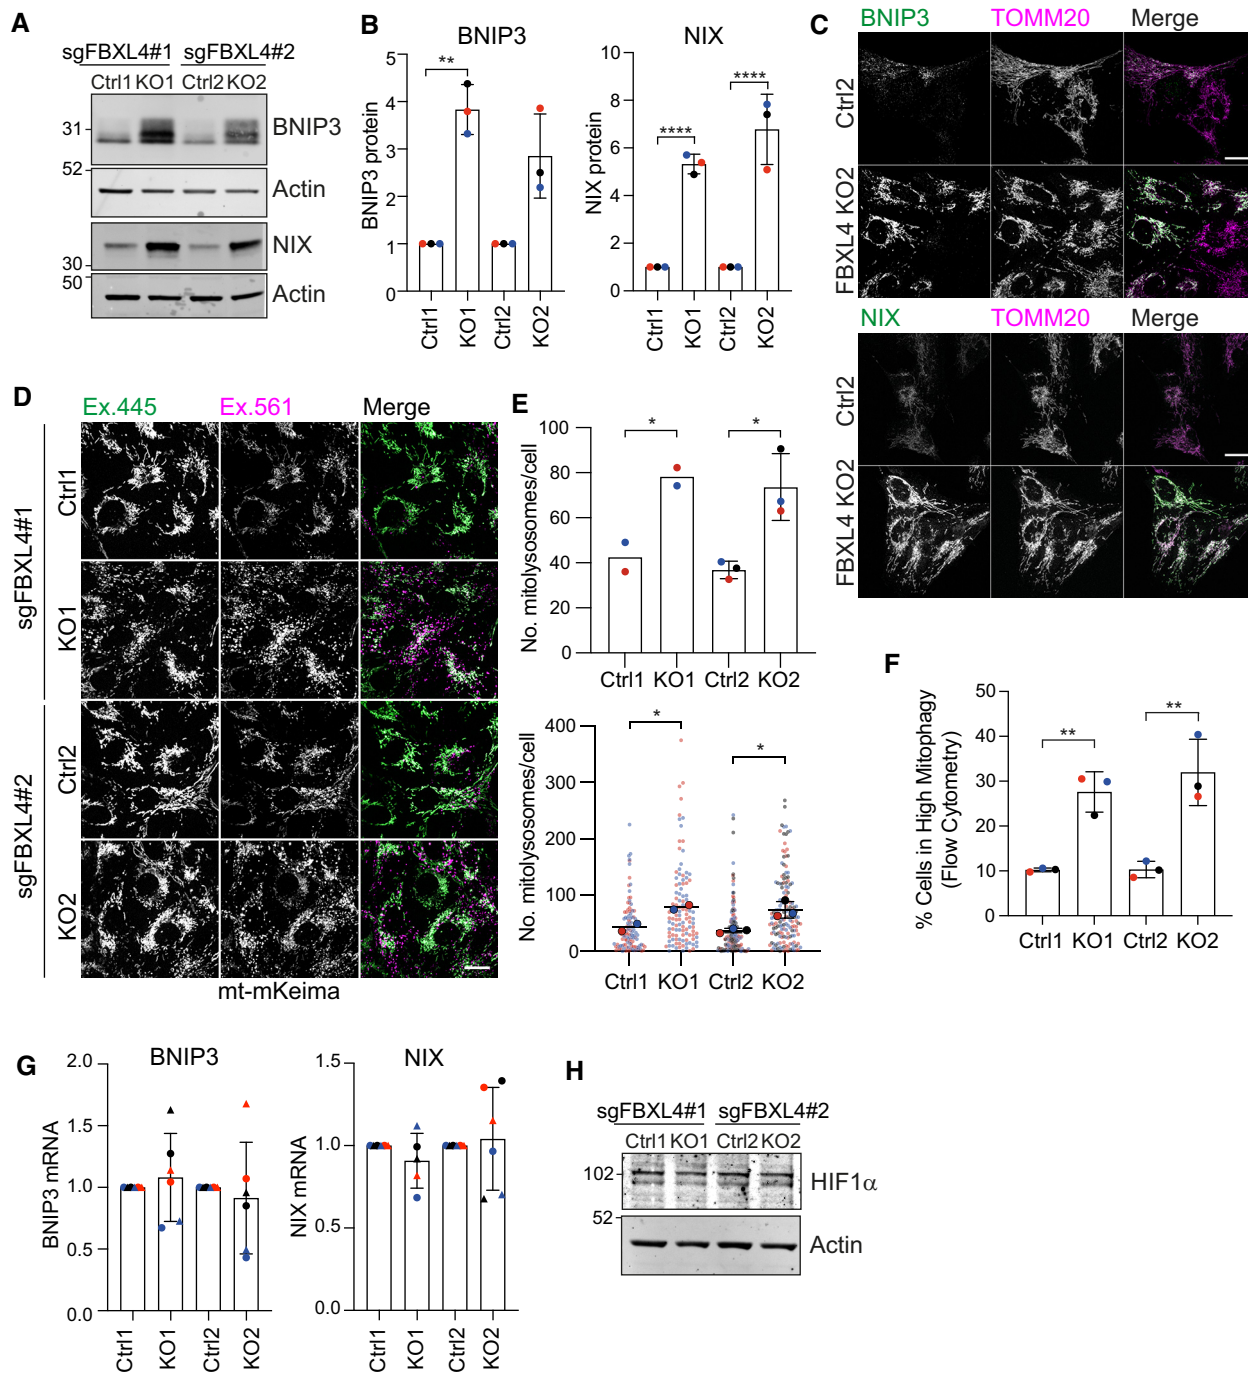 A
sgFBXL4#1 sgFBXL4#2
Ctrl1 KO1 Ctrl2 KO2
31
BNIP3
52
Actin
NIX
30
50
Actin
B
BNIP3
BNIP3 protein
5
4
3
2
1
0
**
Ctrl1
KO1
Ctrl2
KO2
NIX
NIX protein
10
8
6
4
2
0
****
****
Ctrl1
KO1
Ctrl2
KO2
C
BNIP3 TOMM20 Merge
Ctrl2
FBXL4 KO2
NIX TOMM20 Merge
Ctrl2
FBXL4 KO2
D
Ex.445 Ex.561 Merge
sgFBXL4#1
Ctrl1
KO1
sgFBXL4#2
Ctrl2
KO2
mt-mKeima
E
No. mitolysosomes/cell
100
80
60
40
20
0
* *
Ctrl1 KO1 Ctrl2 KO2
No. mitolysosomes/cell
400
300
200
100
0
*
*
Ctrl1 KO1 Ctrl2 KO2
F
% Cells in High Mitophagy
(Flow Cytometry)
50
40
30
20
10
0
**
**
Ctrl1 KO1 Ctrl2 KO2
G
BNIP3
BNIP3 mRNA
2.0
1.5
1.0
0.5
0.0
Ctrl1
KO1
Ctrl2
KO2
NIX
NIX mRNA
1.5
1.0
0.5
0.0
Ctrl1
KO1
Ctrl2
KO2
H
sgFBXL4#1 sgFBXL4#2
Ctrl1 KO1 Ctrl2 KO2
102
HIF1α
52
Actin